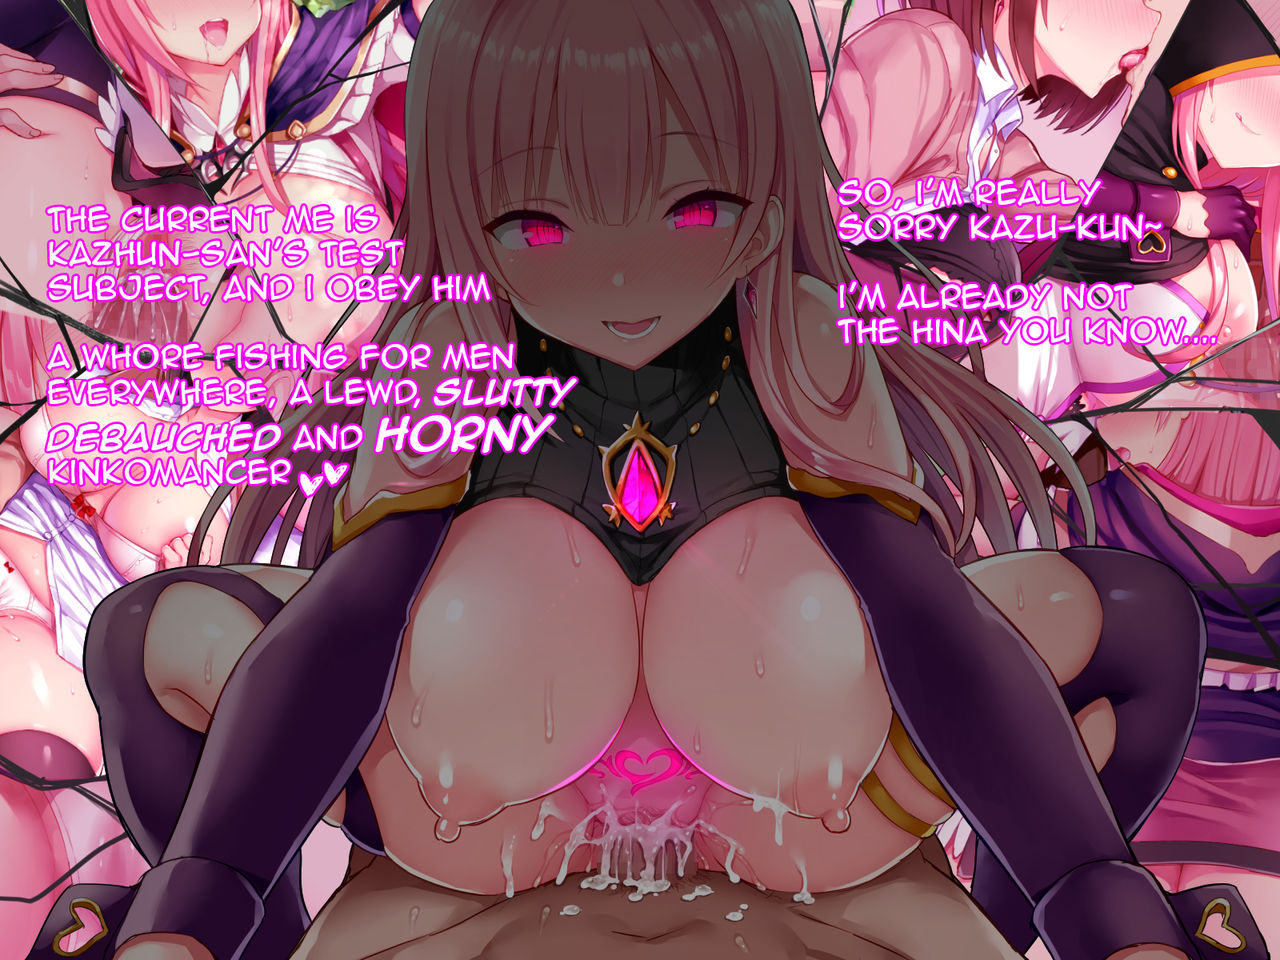 THE CURRENT ME IS
KAZHUN-SAN'S TEST
SUBJECT, AND I OBEY HIM
A WHORE FISHING FOR MEN
EVERYWHERE, A LEWD, SLUTTY
DEBAUCHED AND HORNY
KINKOMANCER
SO, I'M REALLY
SORRY KAZU-KUN~
I'M ALREADY NOT
THE HINA YOU KNOW....